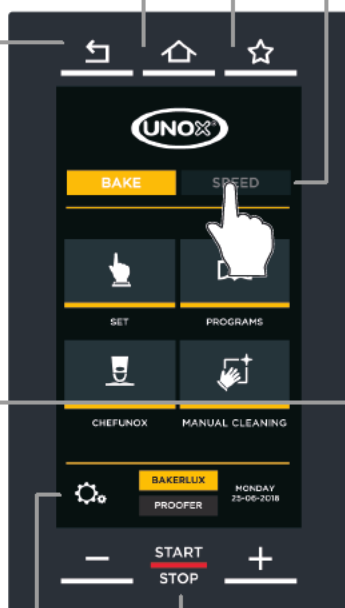 UNOX
BAKE SPEED
SET PROGRAMS
CHEFUNOX MANUAL CLEANING
BAKERLUX
PROOFER
MONDAY
25-06-2018
START
STOP